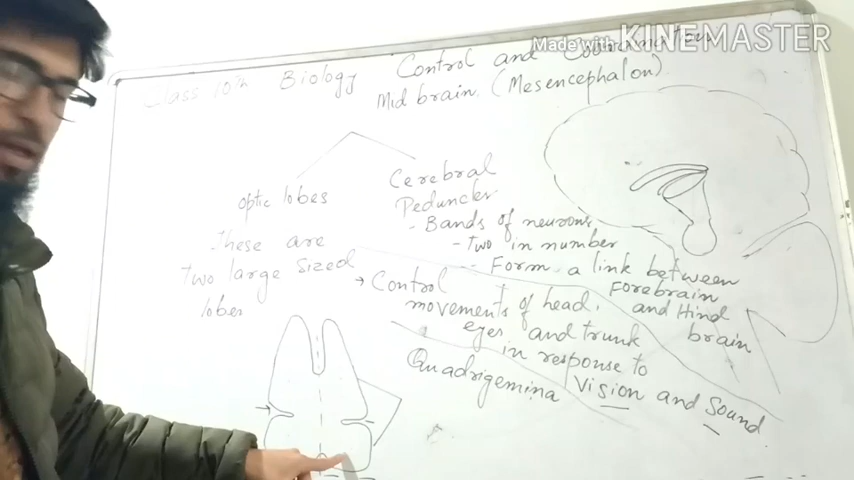 Made with KINEMASTER
Class 10th Biology Control and Coordination
Mid brain. (Mesencephalon).
Optic lobes
These are
Two large sized
lobes
Cerebral
Peduncles
- Bands of neurons
- Two in number
- Form a link between
Forebrain
and Hind
brain
→ Control
movements of head,
eyes and trunk
in response to
vision and sound.
Quadrigemina